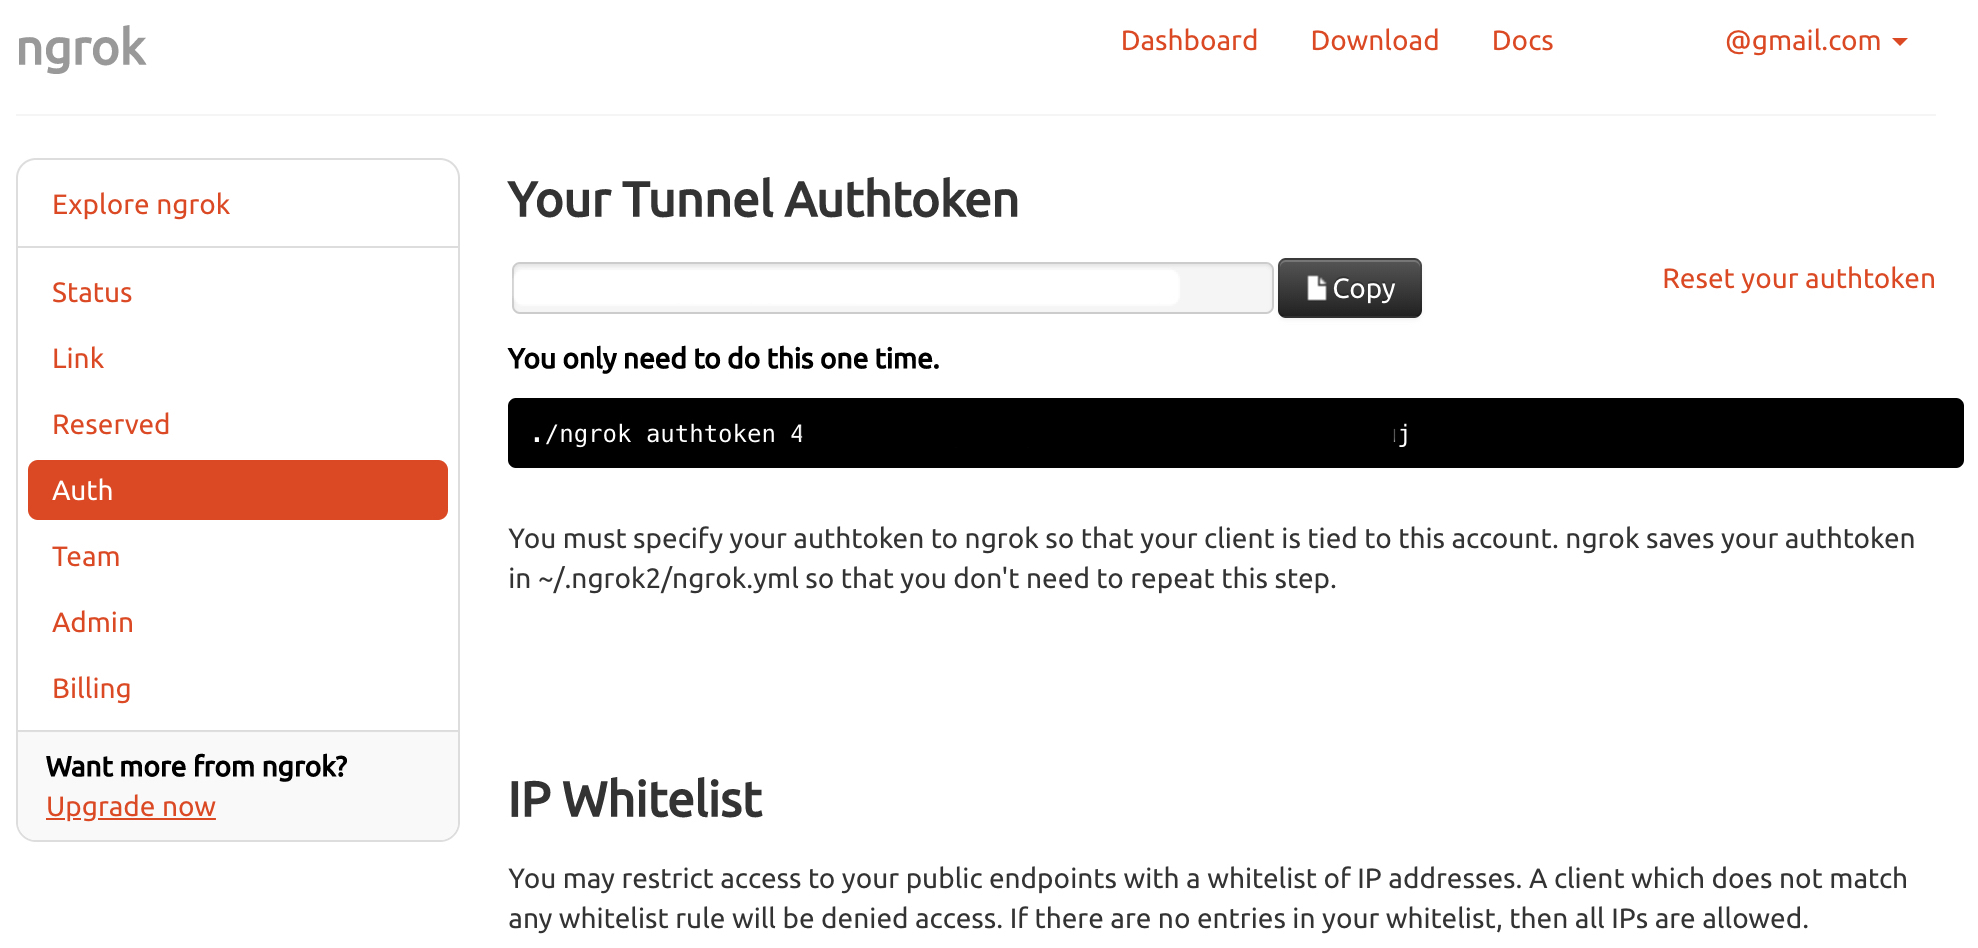 ngrok
Dashboard Download Docs @gmail.com
Explore ngrok
Status
Link
Reserved
Auth
Team
Admin
Billing
Want more from ngrok?
Upgrade now
Your Tunnel Authtoken
Copy
Reset your authtoken
You only need to do this one time.
./ngrok authtoken 4 j
You must specify your authtoken to ngrok so that your client is tied to this account. ngrok saves your authtoken
in ~/.ngrok2/ngrok.yml so that you don't need to repeat this step.
IP Whitelist
You may restrict access to your public endpoints with a whitelist of IP addresses. A client which does not match
any whitelist rule will be denied access. If there are no entries in your whitelist, then all IPs are allowed.